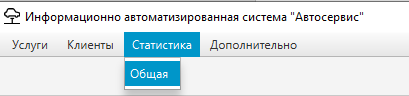 Информационно автоматизированная система "Автосервис"
Услуги Клиенты Статистика Дополнительно
Общая